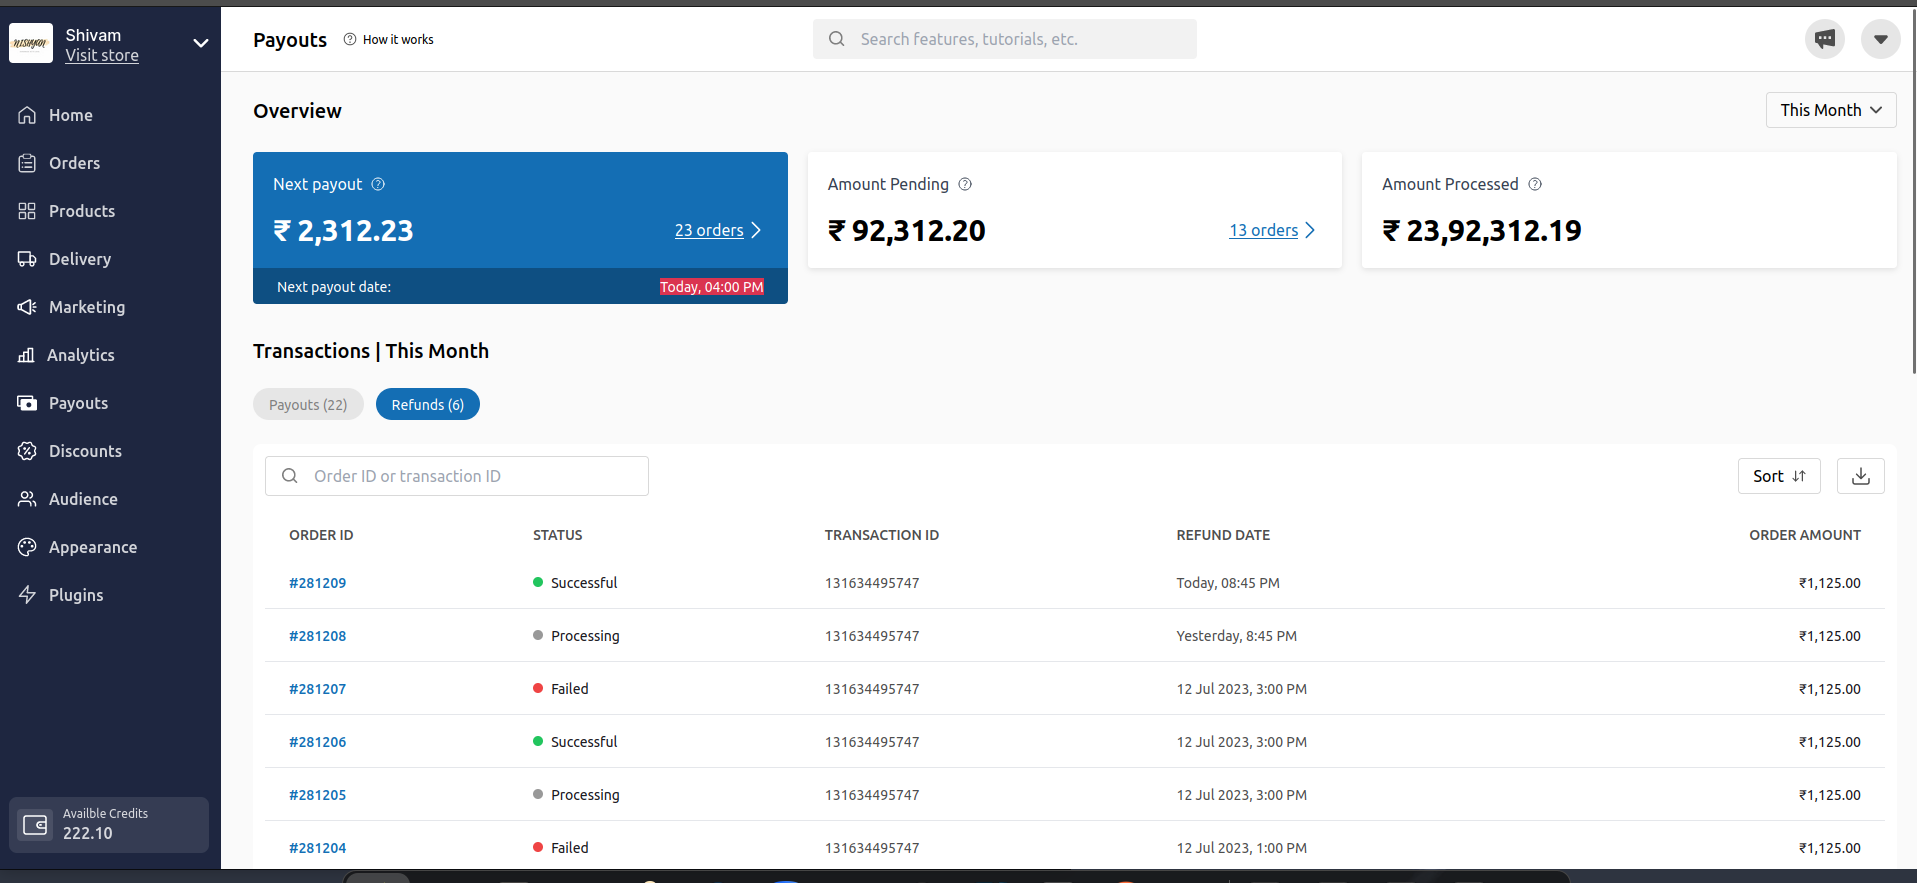 NISHYAN
Shivam
Visit store
Home
Orders
Products
Delivery
Marketing
Analytics
Payouts
Discounts
Audience
Appearance
Plugins
Availble Credits
222.10
Payouts How it works
Search features, tutorials, etc.
Overview
This Month
Next payout
₹ 2,312.23 23 orders
Next payout date: Today, 04:00 PM
Amount Pending
₹ 92,312.20 13 orders
Amount Processed
₹ 23,92,312.19
Transactions | This Month
Payouts (22) Refunds (6)
Order ID or transaction ID
Sort
ORDER ID STATUS TRANSACTION ID REFUND DATE ORDER AMOUNT
#281209 Successful 131634495747 Today, 08:45 PM ₹1,125.00
#281208 Processing 131634495747 Yesterday, 8:45 PM ₹1,125.00
#281207 Failed 131634495747 12 Jul 2023, 3:00 PM ₹1,125.00
#281206 Successful 131634495747 12 Jul 2023, 3:00 PM ₹1,125.00
#281205 Processing 131634495747 12 Jul 2023, 3:00 PM ₹1,125.00
#281204 Failed 131634495747 12 Jul 2023, 1:00 PM ₹1,125.00